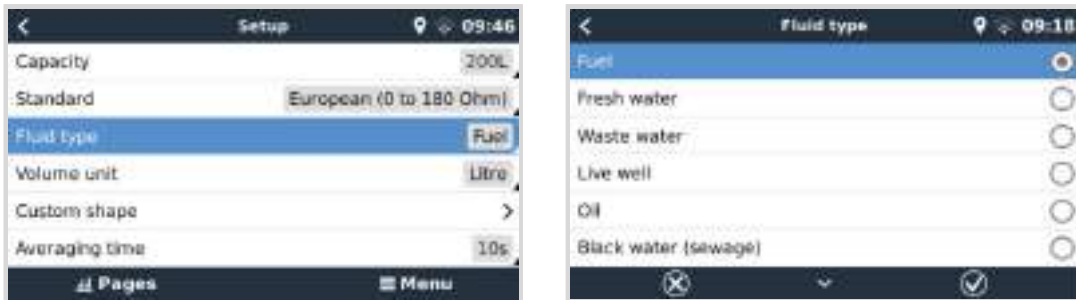 Setup 09:46
Capacity 200L
Standard European (0 to 180 Ohm)
Fluid type Fuel
Volume unit Litre
Custom shape
Averaging time 10s
Pages Menu
Fluid type 09:18
Fuel
Fresh water
Waste water
Live well
Oil
Black water (sewage)